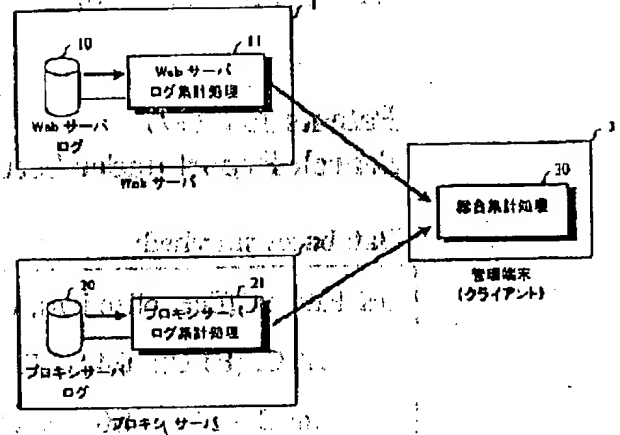 1
10
11
Web サーバ
ログ集計処理
Web サーバ
ログ
Web サーバ
3
30
総合集計処理
管理端末
(クライアント)
2
20
21
プロキシサーバ
ログ集計処理
プロキシサーバ
ログ
プロキシ サーバ